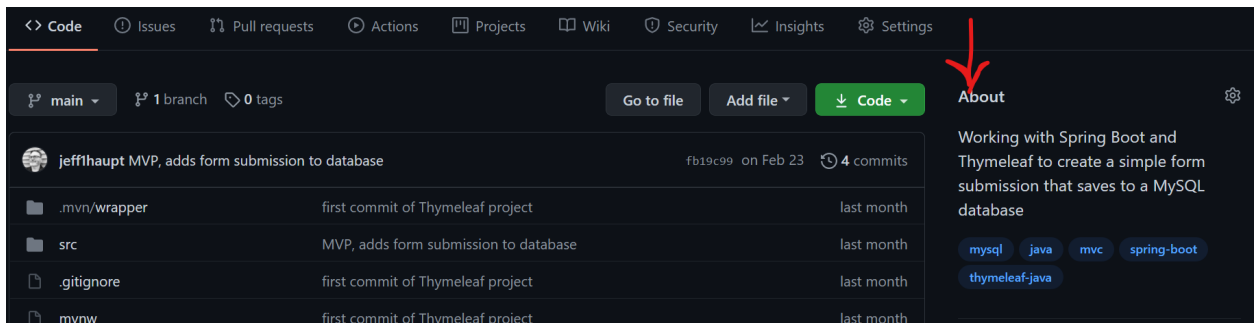 <> Code Issues Pull requests Actions Projects Wiki Security Insights Settings
main 1 branch 0 tags Go to file Add file Code
jeff1haupt MVP, adds form submission to database fb19c99 on Feb 23 4 commits
.mvn/wrapper first commit of Thymeleaf project last month
src MVP, adds form submission to database last month
.gitignore first commit of Thymeleaf project last month
mvnw first commit of Thymeleaf project last month
About
Working with Spring Boot and
Thymeleaf to create a simple form
submission that saves to a MySQL
database
mysql java mvc spring-boot
thymeleaf-java